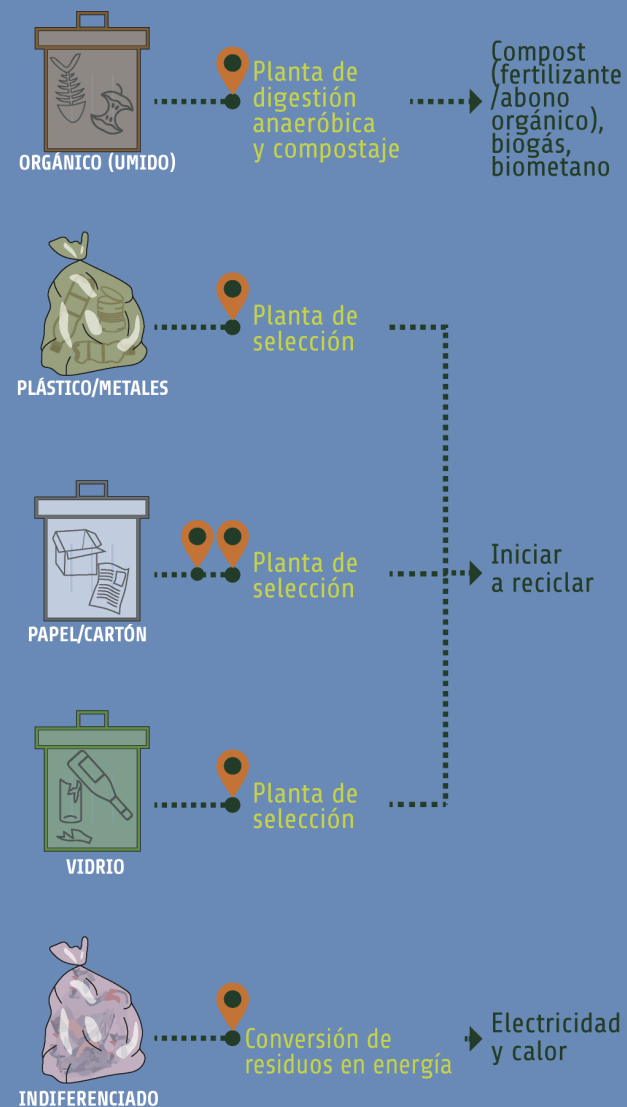 ORGÁNICO (UMIDO)
Planta de
digestión
anaeróbica
y compostaje
Compost
(fertilizante
/abono
orgánico),
biogás,
biometano
PLÁSTICO/METALES
Planta de
selección
PAPEL/CARTÓN
Planta de
selección
Iniciar
a reciclar
VIDRIO
Planta de
selección
INDIFERENCIADO
Conversión de
residuos en energía
Electricidad
y calor